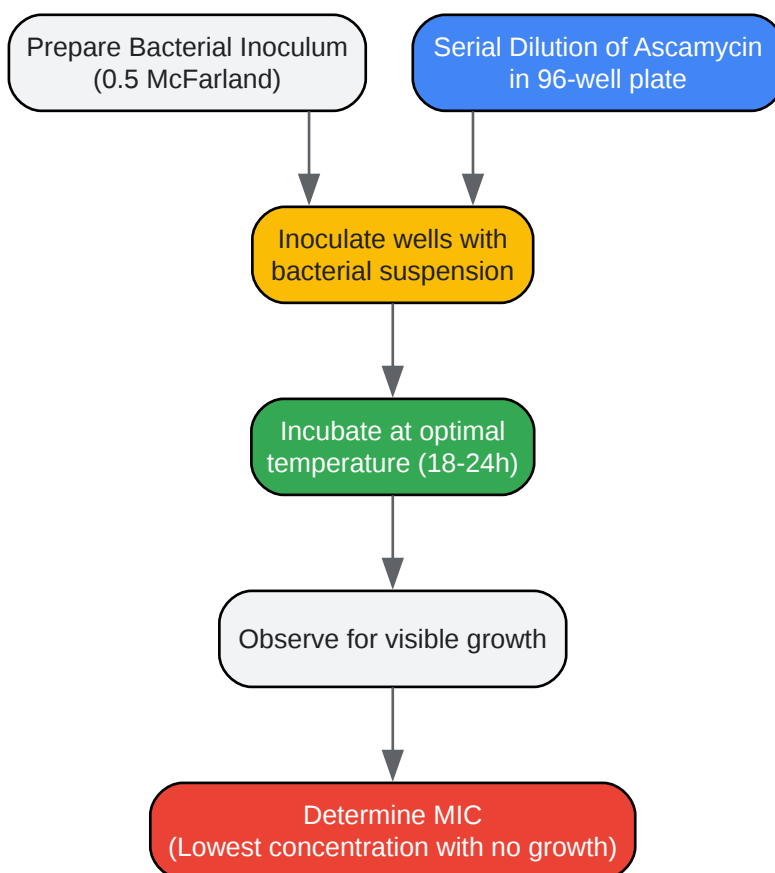 Prepare Bacterial Inoculum
(0.5 McFarland)
Serial Dilution of Ascamycin
in 96-well plate
Inoculate wells with
bacterial suspension
Incubate at optimal
temperature (18-24h)
Observe for visible growth
Determine MIC
(Lowest concentration with no growth)